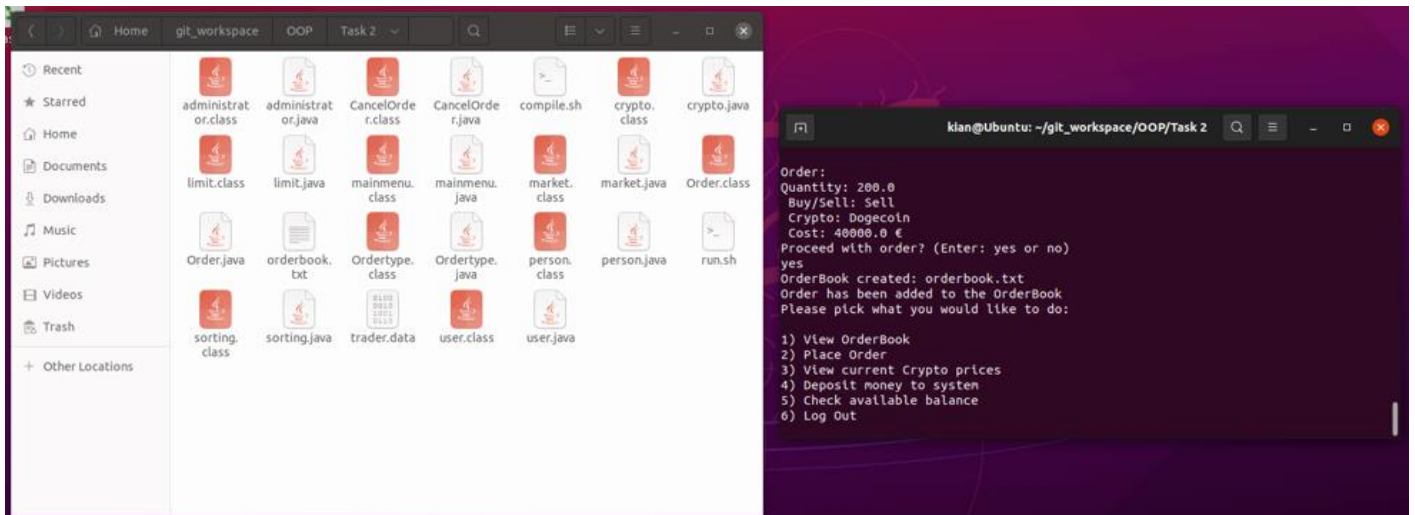 Home git_workspace OOP Task 2
Recent
Starred
Home
Documents
Downloads
Music
Pictures
Videos
Trash
+ Other Locations
administrat
or.class
administrat
or.java
CancelOrde
r.class
CancelOrde
r.java
compile.sh
crypto.
class
crypto.java
limit.class
limit.java
mainmenu.
class
mainmenu.
java
market.
class
market.java
Order.class
Order.java
orderbook.
txt
Ordertype.
class
Ordertype.
java
person.
class
person.java
run.sh
sorting.
class
sorting.java
trader.data
user.class
user.java
kian@Ubuntu: ~/git_workspace/OOP/Task 2
Order:
Quantity: 200.0
Buy/Sell: Sell
Crypto: Dogecoin
Cost: 40000.0 €
Proceed with order? (Enter: yes or no)
yes
OrderBook created: orderbook.txt
Order has been added to the OrderBook
Please pick what you would like to do:
1) View OrderBook
2) Place Order
3) View current Crypto prices
4) Deposit money to system
5) Check available balance
6) Log Out